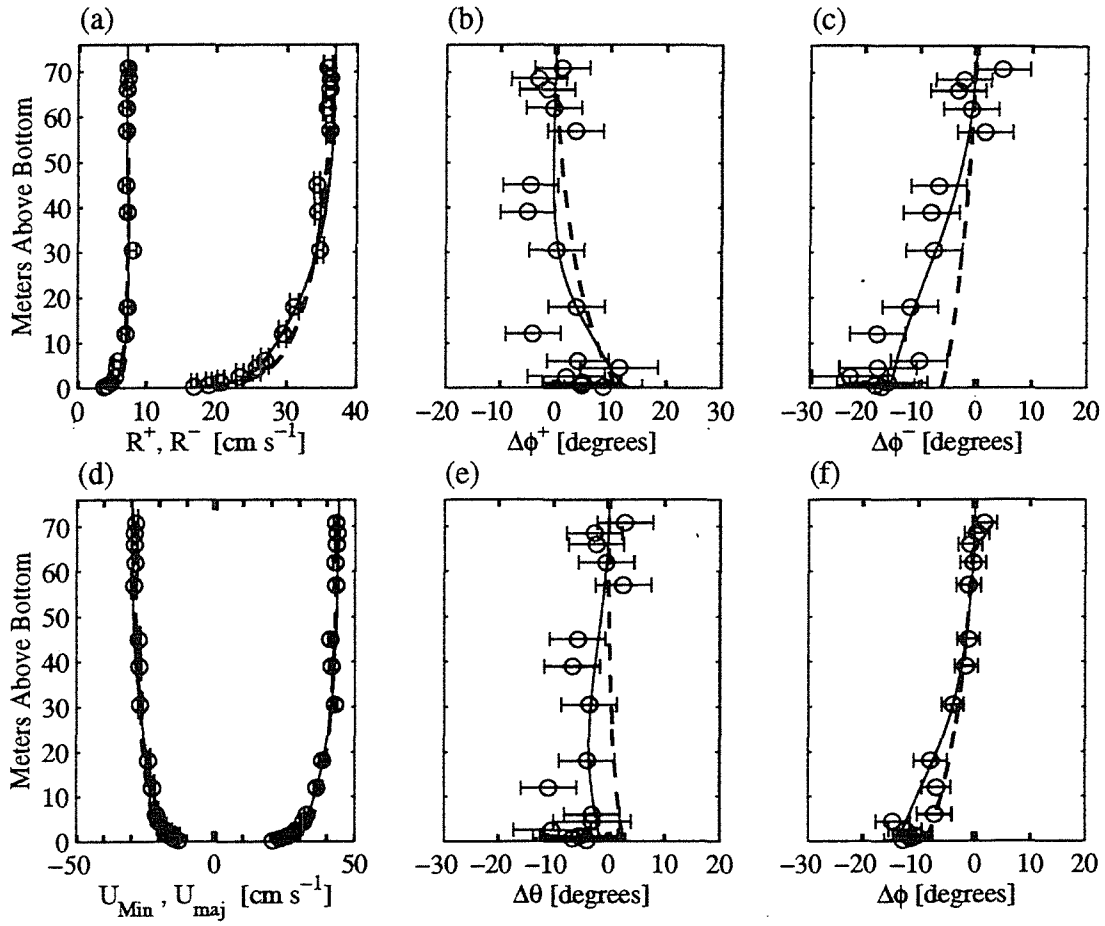 (a)
(b)
(c)
70
60
50
40
30
20
10
0
Meters Above Bottom
0 10 20 30 40
R⁺, R⁻ [cm s⁻¹]
−20 −10 0 10 20 30
Δϕ⁺ [degrees]
−30 −20 −10 0 10 20
Δϕ⁻ [degrees]
(d)
(e)
(f)
70
60
50
40
30
20
10
0
Meters Above Bottom
−50 0 50
U_Min, U_maj [cm s⁻¹]
−30 −20 −10 0 10 20
Δθ [degrees]
−30 −20 −10 0 10 20
Δϕ [degrees]